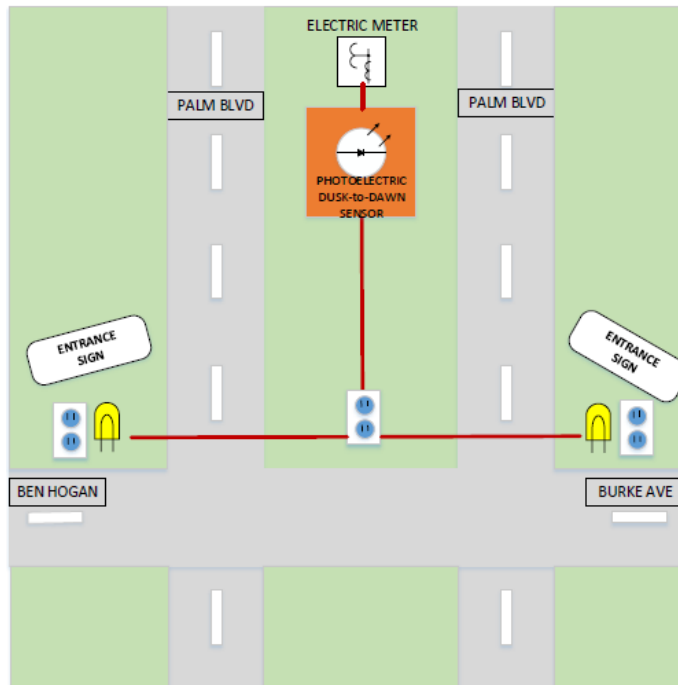 ELECTRIC METER
PALM BLVD
PALM BLVD
PHOTOELECTRIC
DUSK-to-DAWN
SENSOR
ENTRANCE
SIGN
ENTRANCE
SIGN
BEN HOGAN
BURKE AVE